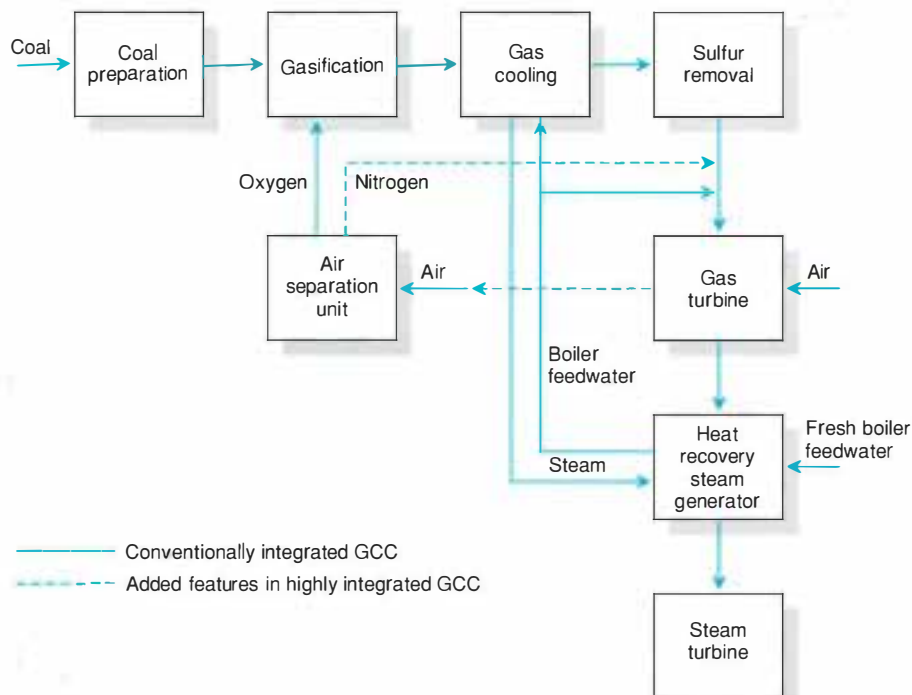 Coal
Coal
preparation
Gasification
Gas
cooling
Sulfur
removal
Oxygen
Nitrogen
Air
separation
unit
Air
Gas
turbine
Air
Boiler
feedwater
Steam
Heat
recovery
steam
generator
Fresh boiler
feedwater
Conventionally integrated GCC
Added features in highly integrated GCC
Steam
turbine